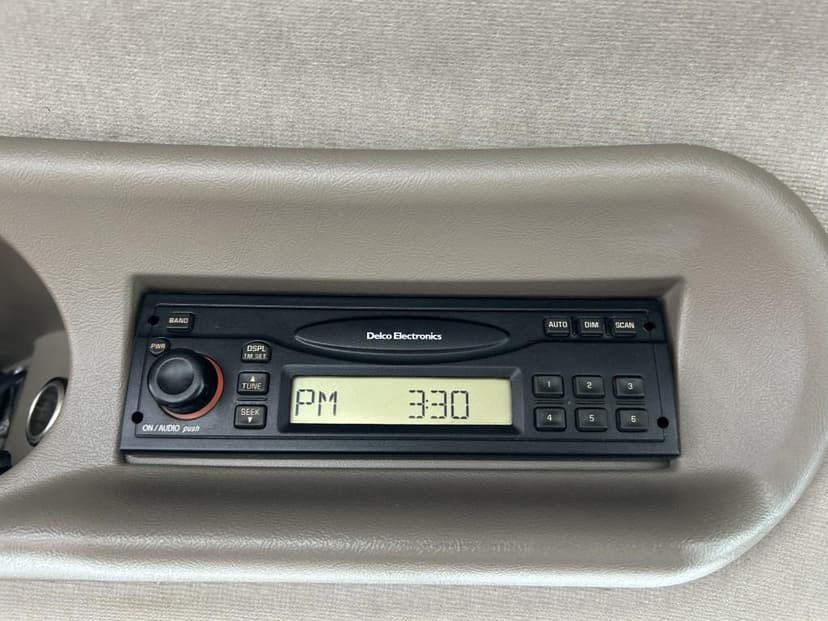 BAND
Delco Electronics
AUTO DIM SCAN
PWR
DSPL
TM SET
▲
TUNE
SEEK
▼
PM 3:30
1 2 3
4 5 6
ON / AUDIO push